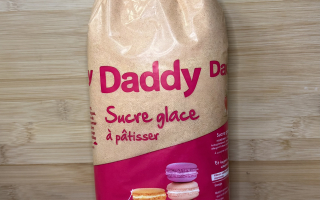 Daddy
Sucre glace
à pâtisser